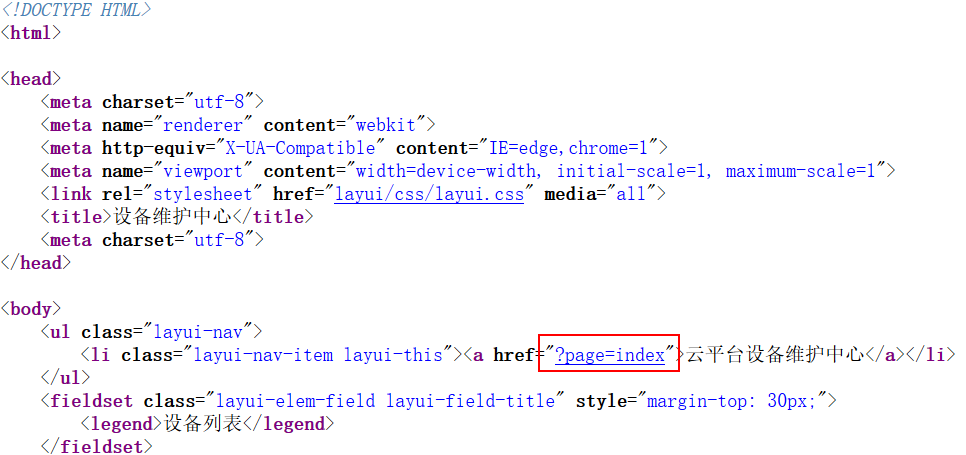 <!DOCTYPE HTML>
<html>
<head>
<meta charset="utf-8">
<meta name="renderer" content="webkit">
<meta http-equiv="X-UA-Compatible" content="IE=edge,chrome=1">
<meta name="viewport" content="width=device-width, initial-scale=1, maximum-scale=1">
<link rel="stylesheet" href="layui/css/layui.css" media="all">
<title>设备维护中心</title>
<meta charset="utf-8">
</head>
<body>
<ul class="layui-nav">
<li class="layui-nav-item layui-this"><a href="?page=index">云平台设备维护中心</a></li>
</ul>
<fieldset class="layui-elem-field layui-field-title" style="margin-top: 30px;">
<legend>设备列表</legend>
</fieldset>